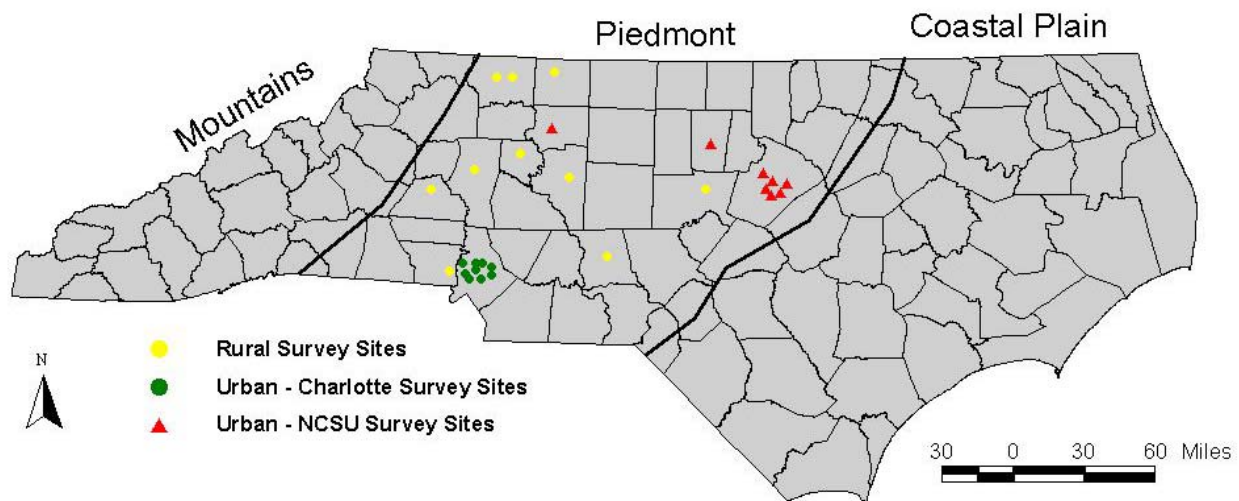 Mountains
Piedmont
Coastal Plain
N
Rural Survey Sites
Urban - Charlotte Survey Sites
Urban - NCSU Survey Sites
30 0 30 60 Miles